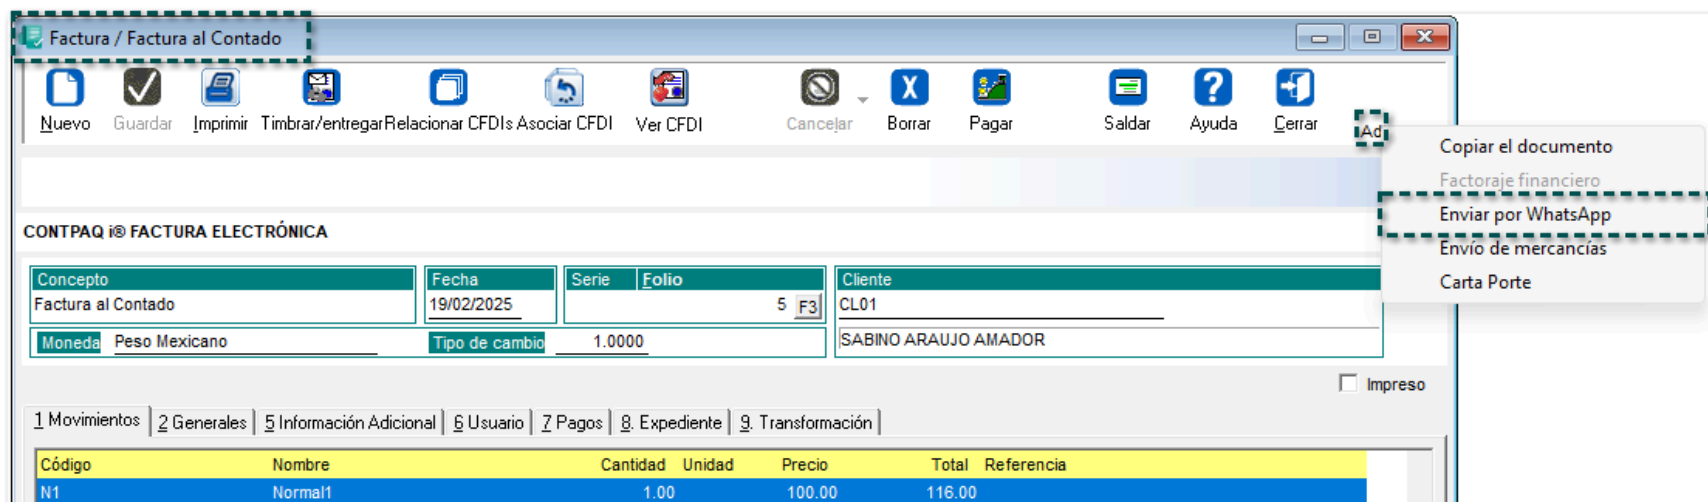 Factura / Factura al Contado
Nuevo Guardar Imprimir Timbrar/entregar Relacionar CFDIs Asociar CFDI Ver CFDI Cancelar Borrar Pagar Saldar Ayuda Cerrar Ad
Copiar el documento
Factoraje financiero
Enviar por WhatsApp
Envío de mercancías
Carta Porte
CONTPAQ i® FACTURA ELECTRÓNICA
Concepto Fecha Serie Folio Cliente
Factura al Contado 19/02/2025 5 F3 CL01
Moneda Peso Mexicano Tipo de cambio 1.0000 SABINO ARAUJO AMADOR
Impreso
1 Movimientos 2 Generales 5 Información Adicional 6 Usuario 7 Pagos 8. Expediente 9. Transformación
Código Nombre Cantidad Unidad Precio Total Referencia
N1 Normal1 1.00 100.00 116.00